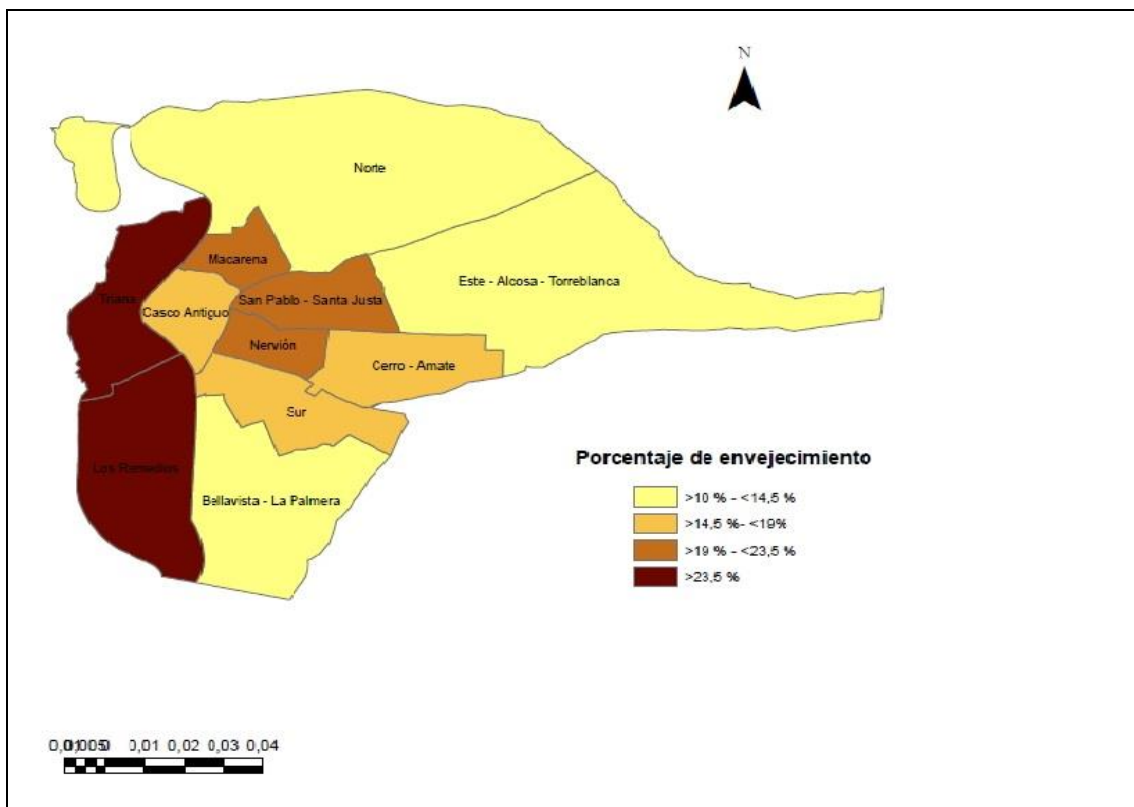 N
Norte
Macarena
Este - Alcosa - Torreblanca
Triana
San Pablo - Santa Justa
Casco Antiguo
Nervión
Cerro - Amate
Sur
Los Remedios
Bellavista - La Palmera
Porcentaje de envejecimiento
>10 % - <14,5 %
>14,5 %- <19%
>19 % - <23,5 %
>23,5 %
0,01 0,02 0,03 0,04